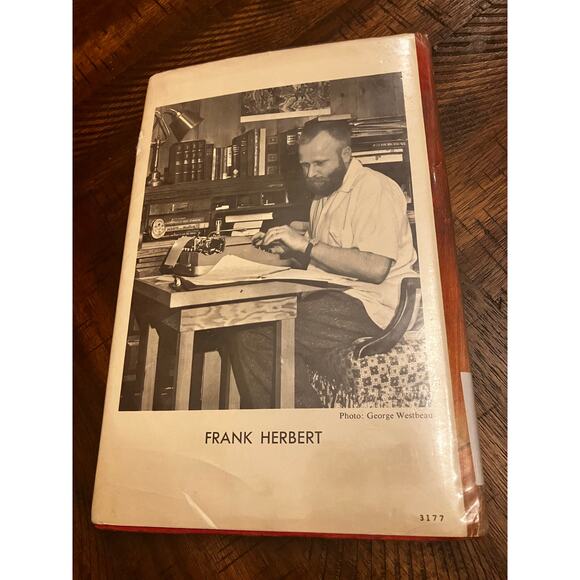 Photo: George Westbeau
FRANK HERBERT
3177